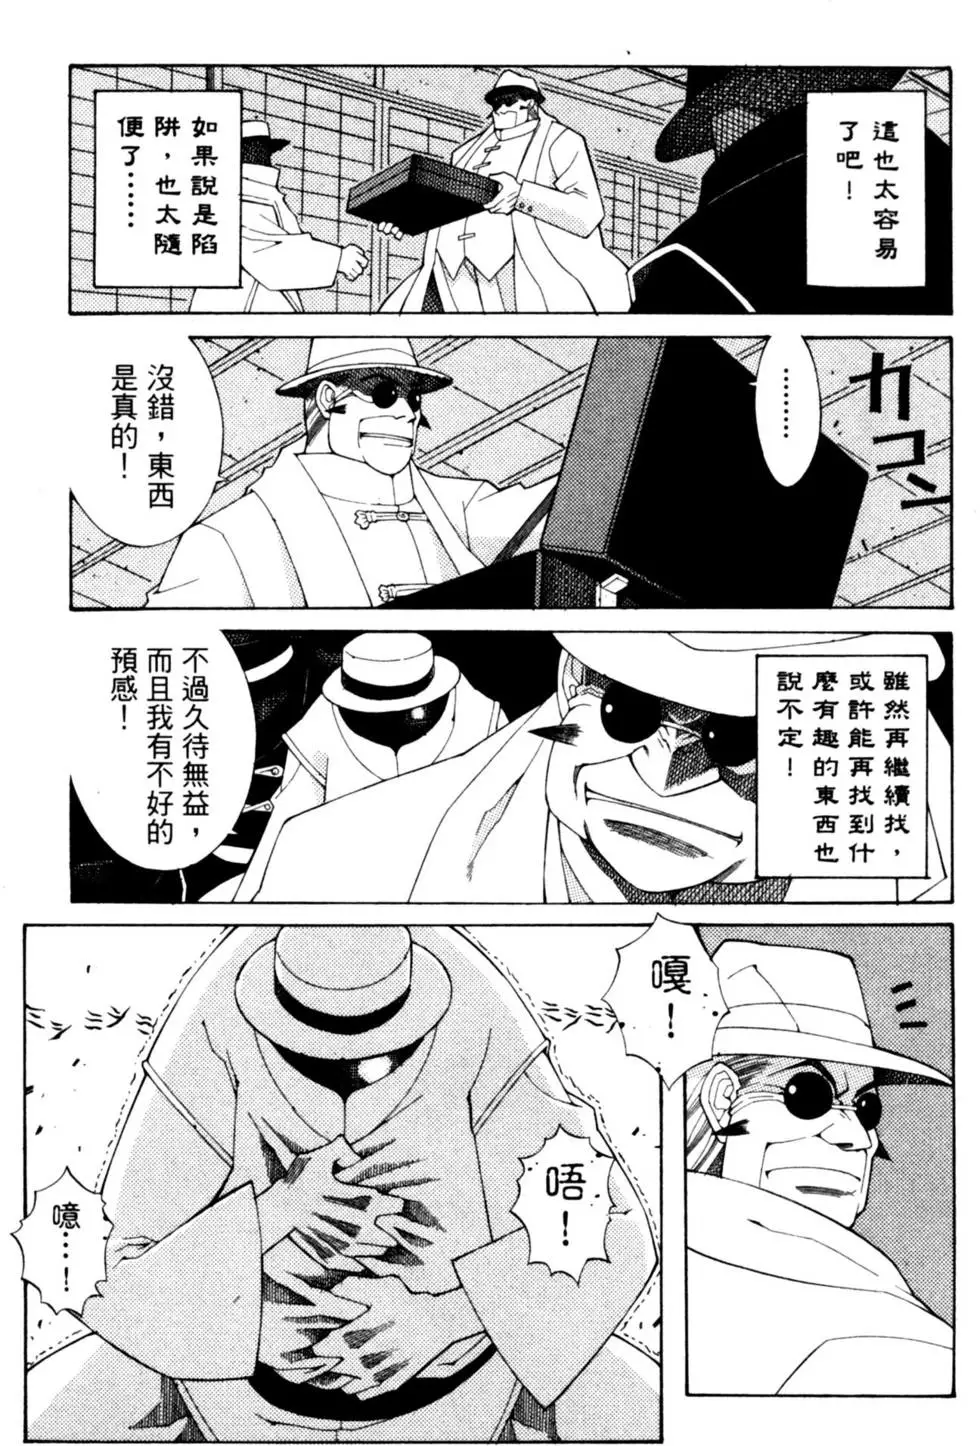 這也太容易
了吧！
如果說是陷
阱，也太隨
便了……
カコン
……
沒錯，東西
是真的！
雖然再繼續找，
或許能再找到什
麼有趣的東西也
說不定！
不過久待無益，
而且我有不好的
預感！
嘎！
唔！
噫…！